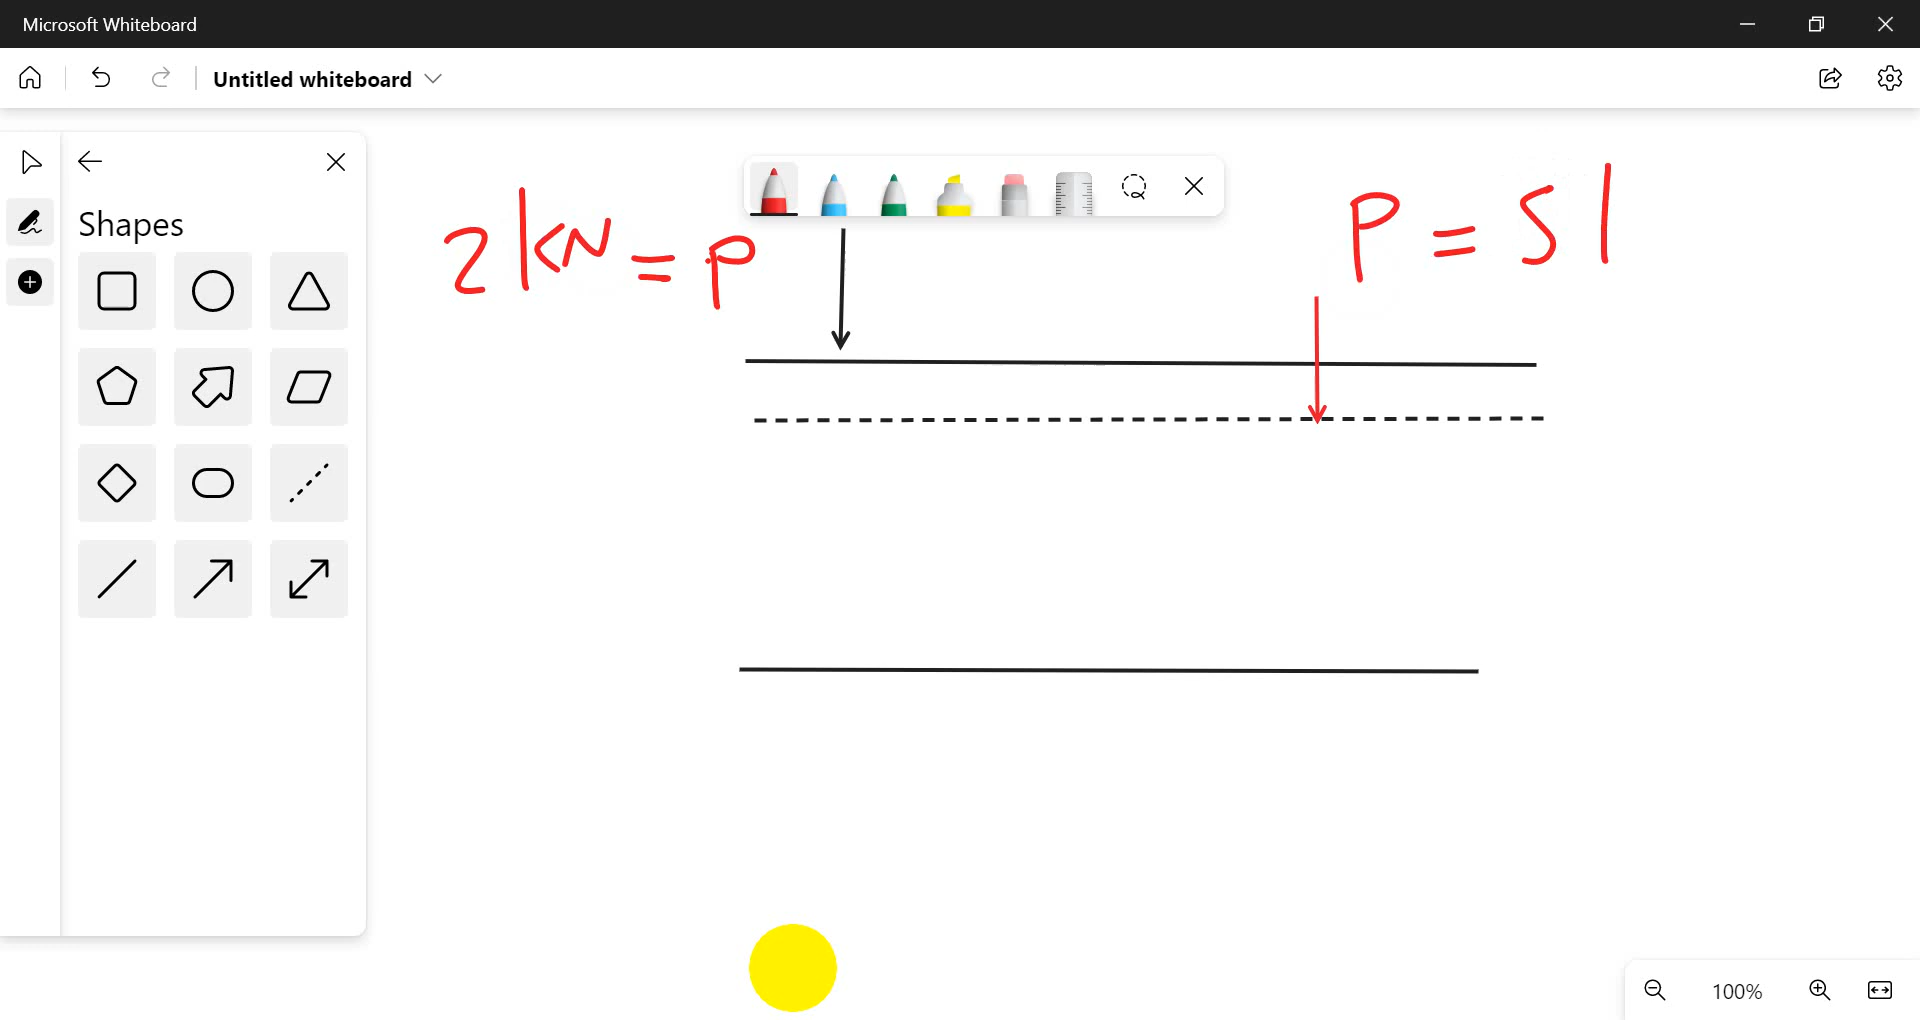 Microsoft Whiteboard
Untitled whiteboard
Shapes
2 kN = P
P = 5 |
100%